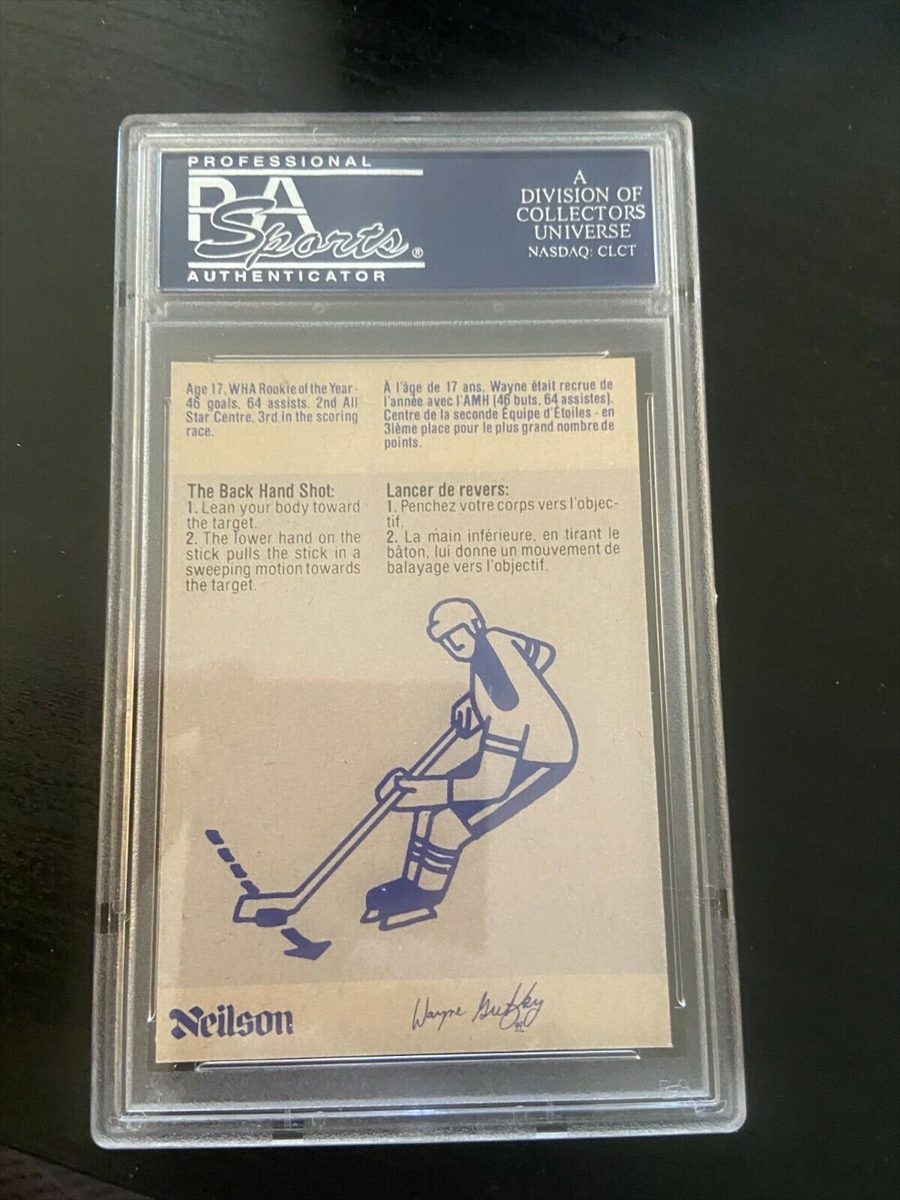 PROFESSIONAL
PSA
Sports®
AUTHENTICATOR
A
DIVISION OF
COLLECTORS
UNIVERSE
NASDAQ: CLCT
Age 17, WHA Rookie of the Year -
46 goals, 64 assists. 2nd All
Star Centre. 3rd in the scoring
race.
À l'âge de 17 ans, Wayne était recrue de
l'année avec l'AMH (46 buts, 64 assistes).
Centre de la seconde Équipe d'Étoiles - en
3ième place pour le plus grand nombre de
points.
The Back Hand Shot:
1. Lean your body toward
the target.
2. The lower hand on the
stick pulls the stick in a
sweeping motion towards
the target.
Lancer de revers:
1. Penchez votre corps vers l'objec-
tif.
2. La main inférieure, en tirant le
bâton, lui donne un mouvement de
balayage vers l'objectif.
Neilson
Wayne Gretzky
99
PSA